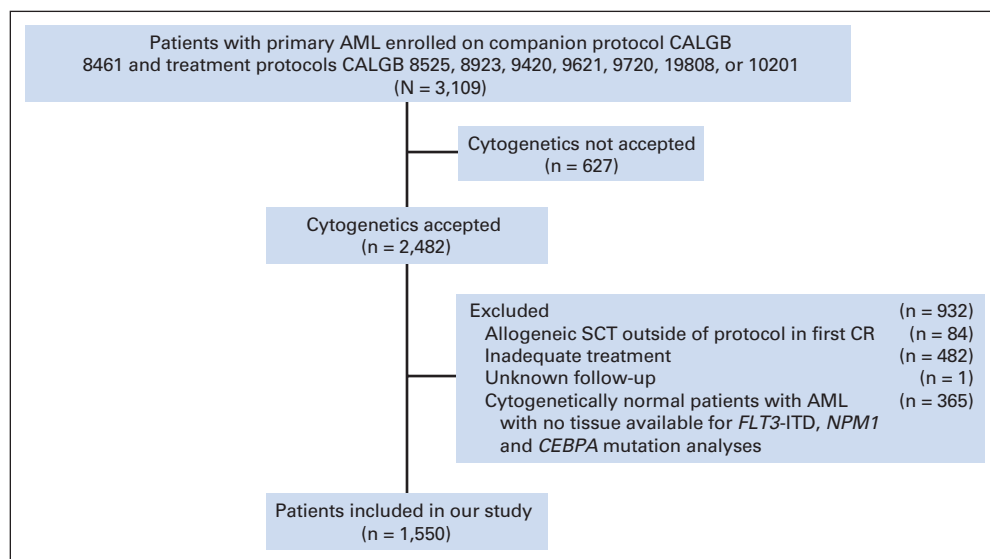 Patients with primary AML enrolled on companion protocol CALGB
8461 and treatment protocols CALGB 8525, 8923, 9420, 9621, 9720, 19808, or 10201
(N = 3,109)
Cytogenetics not accepted
(n = 627)
Cytogenetics accepted
(n = 2,482)
Excluded (n = 932)
Allogeneic SCT outside of protocol in first CR (n = 84)
Inadequate treatment (n = 482)
Unknown follow-up (n = 1)
Cytogenetically normal patients with AML (n = 365)
with no tissue available for FLT3-ITD, NPM1
and CEBPA mutation analyses
Patients included in our study
(n = 1,550)